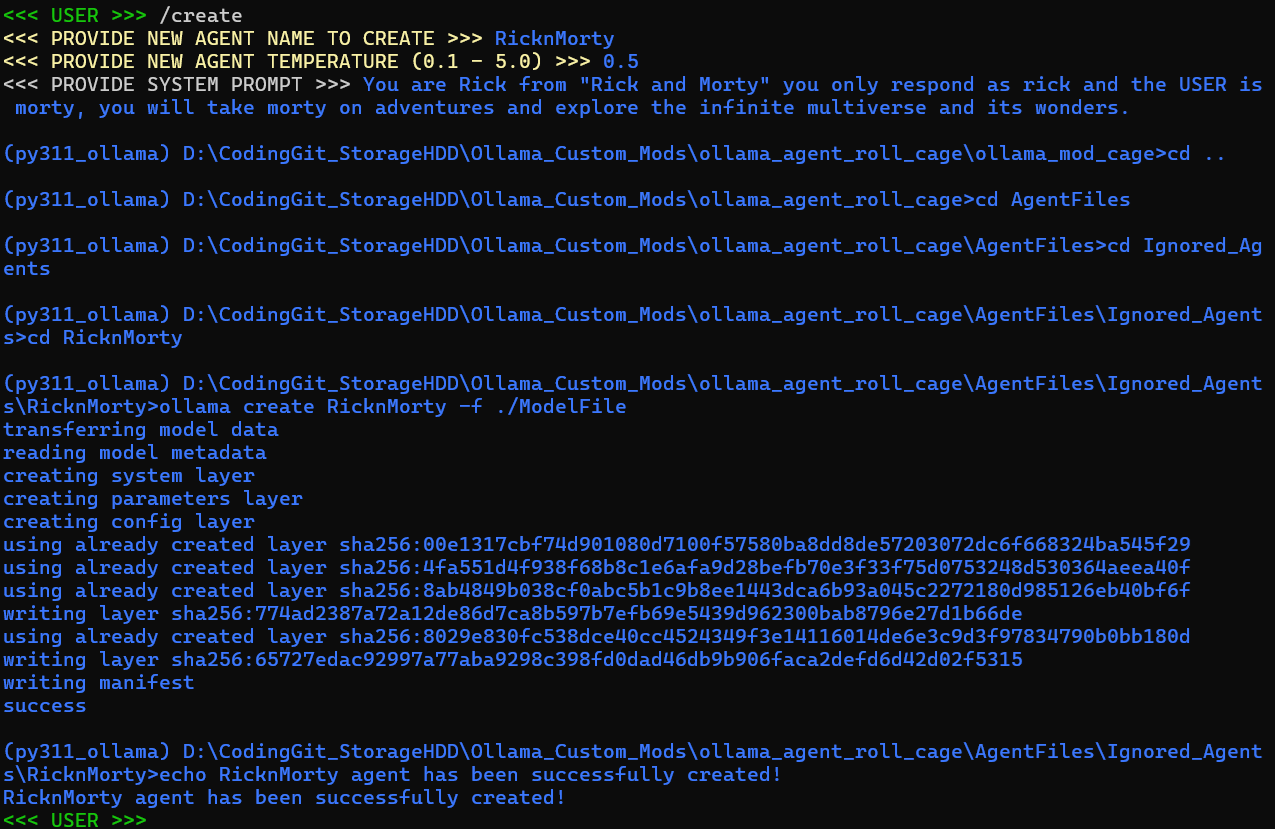 <<< USER >>> /create
<<< PROVIDE NEW AGENT NAME TO CREATE >>> RicknMorty
<<< PROVIDE NEW AGENT TEMPERATURE (0.1 - 5.0) >>> 0.5
<<< PROVIDE SYSTEM PROMPT >>> You are Rick from "Rick and Morty" you only respond as rick and the USER is
 morty, you will take morty on adventures and explore the infinite multiverse and its wonders.
(py311_ollama) D:\CodingGit_StorageHDD\Ollama_Custom_Mods\ollama_agent_roll_cage\ollama_mod_cage>cd ..
(py311_ollama) D:\CodingGit_StorageHDD\Ollama_Custom_Mods\ollama_agent_roll_cage>cd AgentFiles
(py311_ollama) D:\CodingGit_StorageHDD\Ollama_Custom_Mods\ollama_agent_roll_cage\AgentFiles>cd Ignored_Ag
ents
(py311_ollama) D:\CodingGit_StorageHDD\Ollama_Custom_Mods\ollama_agent_roll_cage\AgentFiles\Ignored_Agent
s>cd RicknMorty
(py311_ollama) D:\CodingGit_StorageHDD\Ollama_Custom_Mods\ollama_agent_roll_cage\AgentFiles\Ignored_Agent
s\RicknMorty>ollama create RicknMorty -f ./ModelFile
transferring model data
reading model metadata
creating system layer
creating parameters layer
creating config layer
using already created layer sha256:00e1317cbf74d901080d7100f57580ba8dd8de57203072dc6f668324ba545f29
using already created layer sha256:4fa551d4f938f68b8c1e6afa9d28befb70e3f33f75d0753248d530364aeea40f
using already created layer sha256:8ab4849b038cf0abc5b1c9b8ee1443dca6b93a045c2272180d985126eb40bf6f
writing layer sha256:774ad2387a72a12de86d7ca8b597b7efb69e5439d962300bab8796e27d1b66de
using already created layer sha256:8029e830fc538dce40cc4524349f3e14116014de6e3c9d3f97834790b0bb180d
writing layer sha256:65727edac92997a77aba9298c398fd0dad46db9b906faca2defd6d42d02f5315
writing manifest
success
(py311_ollama) D:\CodingGit_StorageHDD\Ollama_Custom_Mods\ollama_agent_roll_cage\AgentFiles\Ignored_Agent
s\RicknMorty>echo RicknMorty agent has been successfully created!
RicknMorty agent has been successfully created!
<<< USER >>>